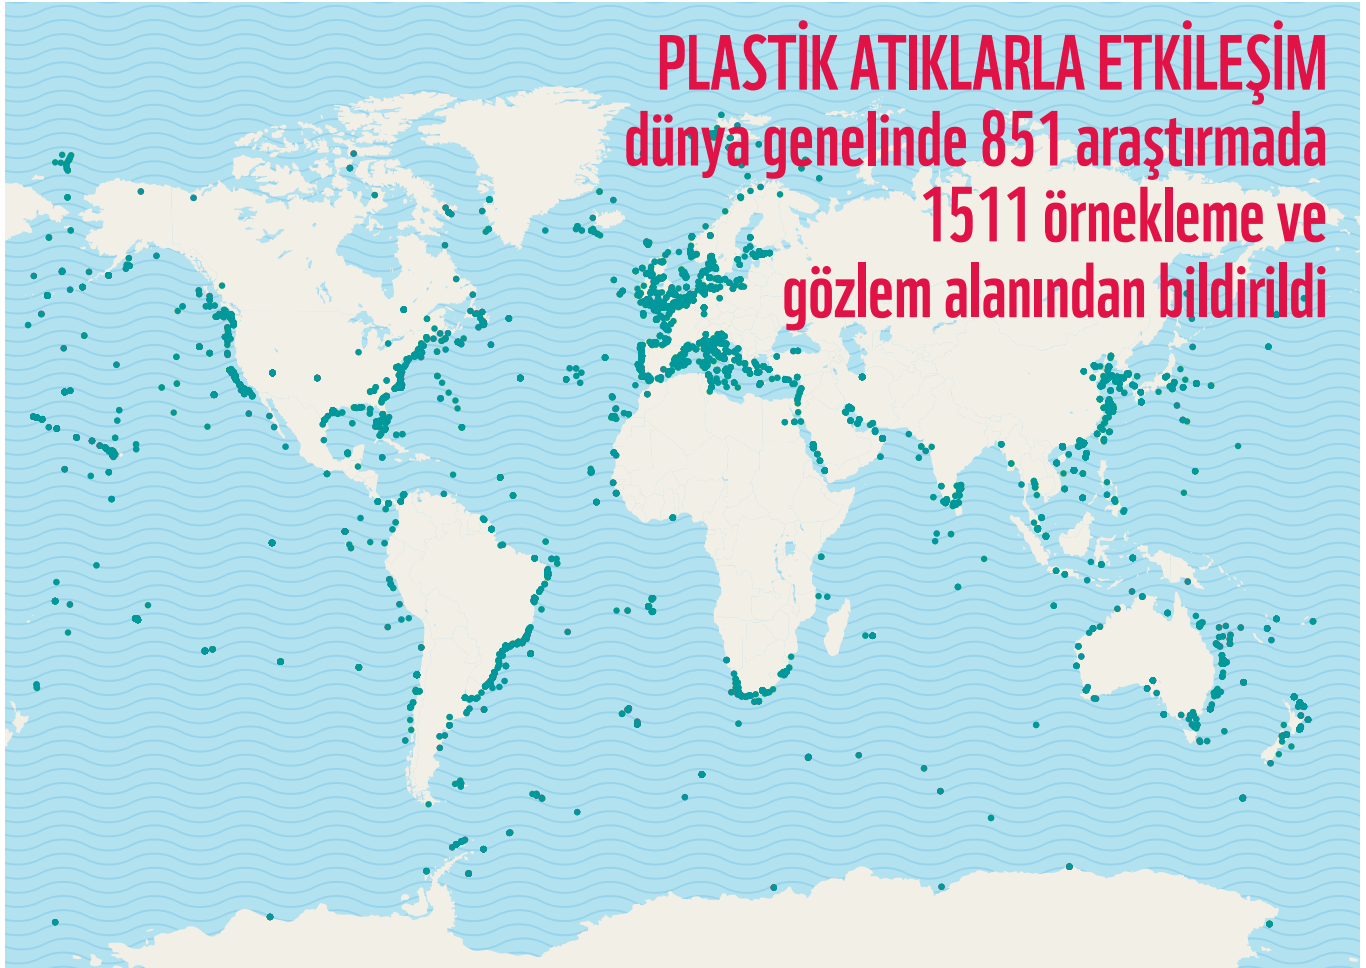 PLASTİK ATIKLARLA ETKİLEŞİM
dünya genelinde 851 araştırmada
1511 örnekleme ve
gözlem alanından bildirildi